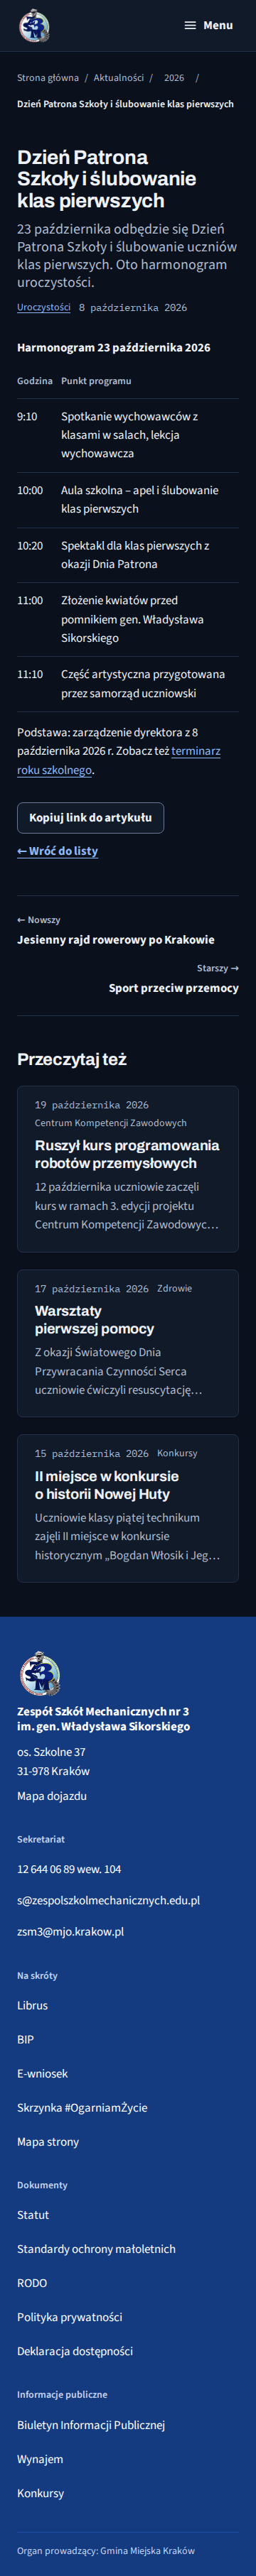 Menu
Strona główna / Aktualności / 2026 /
Dzień Patrona Szkoły i ślubowanie klas pierwszych
Dzień Patrona
Szkoły i ślubowanie
klas pierwszych
23 października odbędzie się Dzień
Patrona Szkoły i ślubowanie uczniów
klas pierwszych. Oto harmonogram
uroczystości.
Uroczystości 8 października 2026
Harmonogram 23 października 2026
Godzina Punkt programu
9:10 Spotkanie wychowawców z
klasami w salach, lekcja
wychowawcza
10:00 Aula szkolna – apel i ślubowanie
klas pierwszych
10:20 Spektakl dla klas pierwszych z
okazji Dnia Patrona
11:00 Złożenie kwiatów przed
pomnikiem gen. Władysława
Sikorskiego
11:10 Część artystyczna przygotowana
przez samorząd uczniowski
Podstawa: zarządzenie dyrektora z 8
października 2026 r. Zobacz też terminarz
roku szkolnego.
Kopiuj link do artykułu
← Wróć do listy
← Nowszy
Jesienny rajd rowerowy po Krakowie
Starszy →
Sport przeciw przemocy
Przeczytaj też
19 października 2026
Centrum Kompetencji Zawodowych
Ruszył kurs programowania
robotów przemysłowych
12 października uczniowie zaczęli
kurs w ramach 3. edycji projektu
Centrum Kompetencji Zawodowyc…
17 października 2026 Zdrowie
Warsztaty
pierwszej pomocy
Z okazji Światowego Dnia
Przywracania Czynności Serca
uczniowie ćwiczyli resuscytację…
15 października 2026 Konkursy
II miejsce w konkursie
o historii Nowej Huty
Uczniowie klasy piątej technikum
zajęli II miejsce w konkursie
historycznym „Bogdan Włosik i Jeg…
Zespół Szkół Mechanicznych nr 3
im. gen. Władysława Sikorskiego
os. Szkolne 37
31-978 Kraków
Mapa dojazdu
Sekretariat
12 644 06 89 wew. 104
s@zespolszkolmechanicznych.edu.pl
zsm3@mjo.krakow.pl
Na skróty
Librus
BIP
E-wniosek
Skrzynka #OgarniamŻycie
Mapa strony
Dokumenty
Statut
Standardy ochrony małoletnich
RODO
Polityka prywatności
Deklaracja dostępności
Informacje publiczne
Biuletyn Informacji Publicznej
Wynajem
Konkursy
Organ prowadzący: Gmina Miejska Kraków